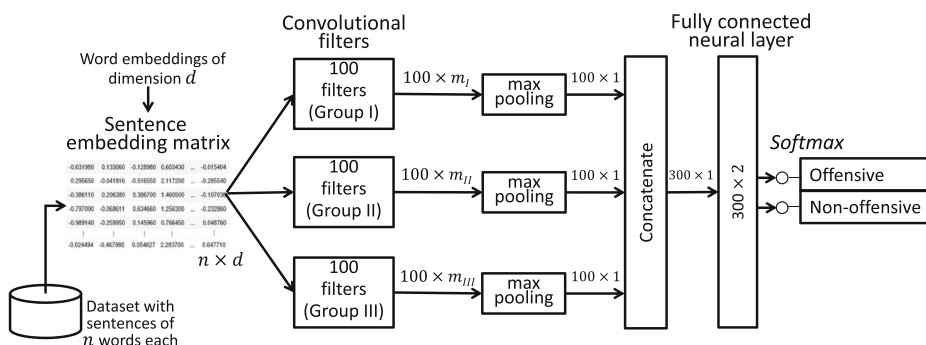 Word embeddings of
dimension d
Sentence
embedding matrix
-0.631980 0.133060 -0.128980 0.603430 ... -0.015404
0.295650 -0.041816 -0.516550 2.117200 ... -0.285540
-0.386110 0.206380 0.386700 1.460500 ... -0.107030
-0.797090 -0.068611 0.634660 1.256300 ... -0.232860
-0.989140 -0.259950 0.145960 0.766450 ... 0.048760
| | | | |
-0.024494 -0.467980 0.054627 2.283700 ... 0.647710
n × d
Dataset with
sentences of
n words each
Convolutional
filters
100
filters
(Group I)
100 × m_I
max
pooling
100 × 1
100
filters
(Group II)
100 × m_II
max
pooling
100 × 1
100
filters
(Group III)
100 × m_III
max
pooling
100 × 1
Concatenate
300 × 1
Fully connected
neural layer
300 × 2
Softmax
Offensive
Non-offensive